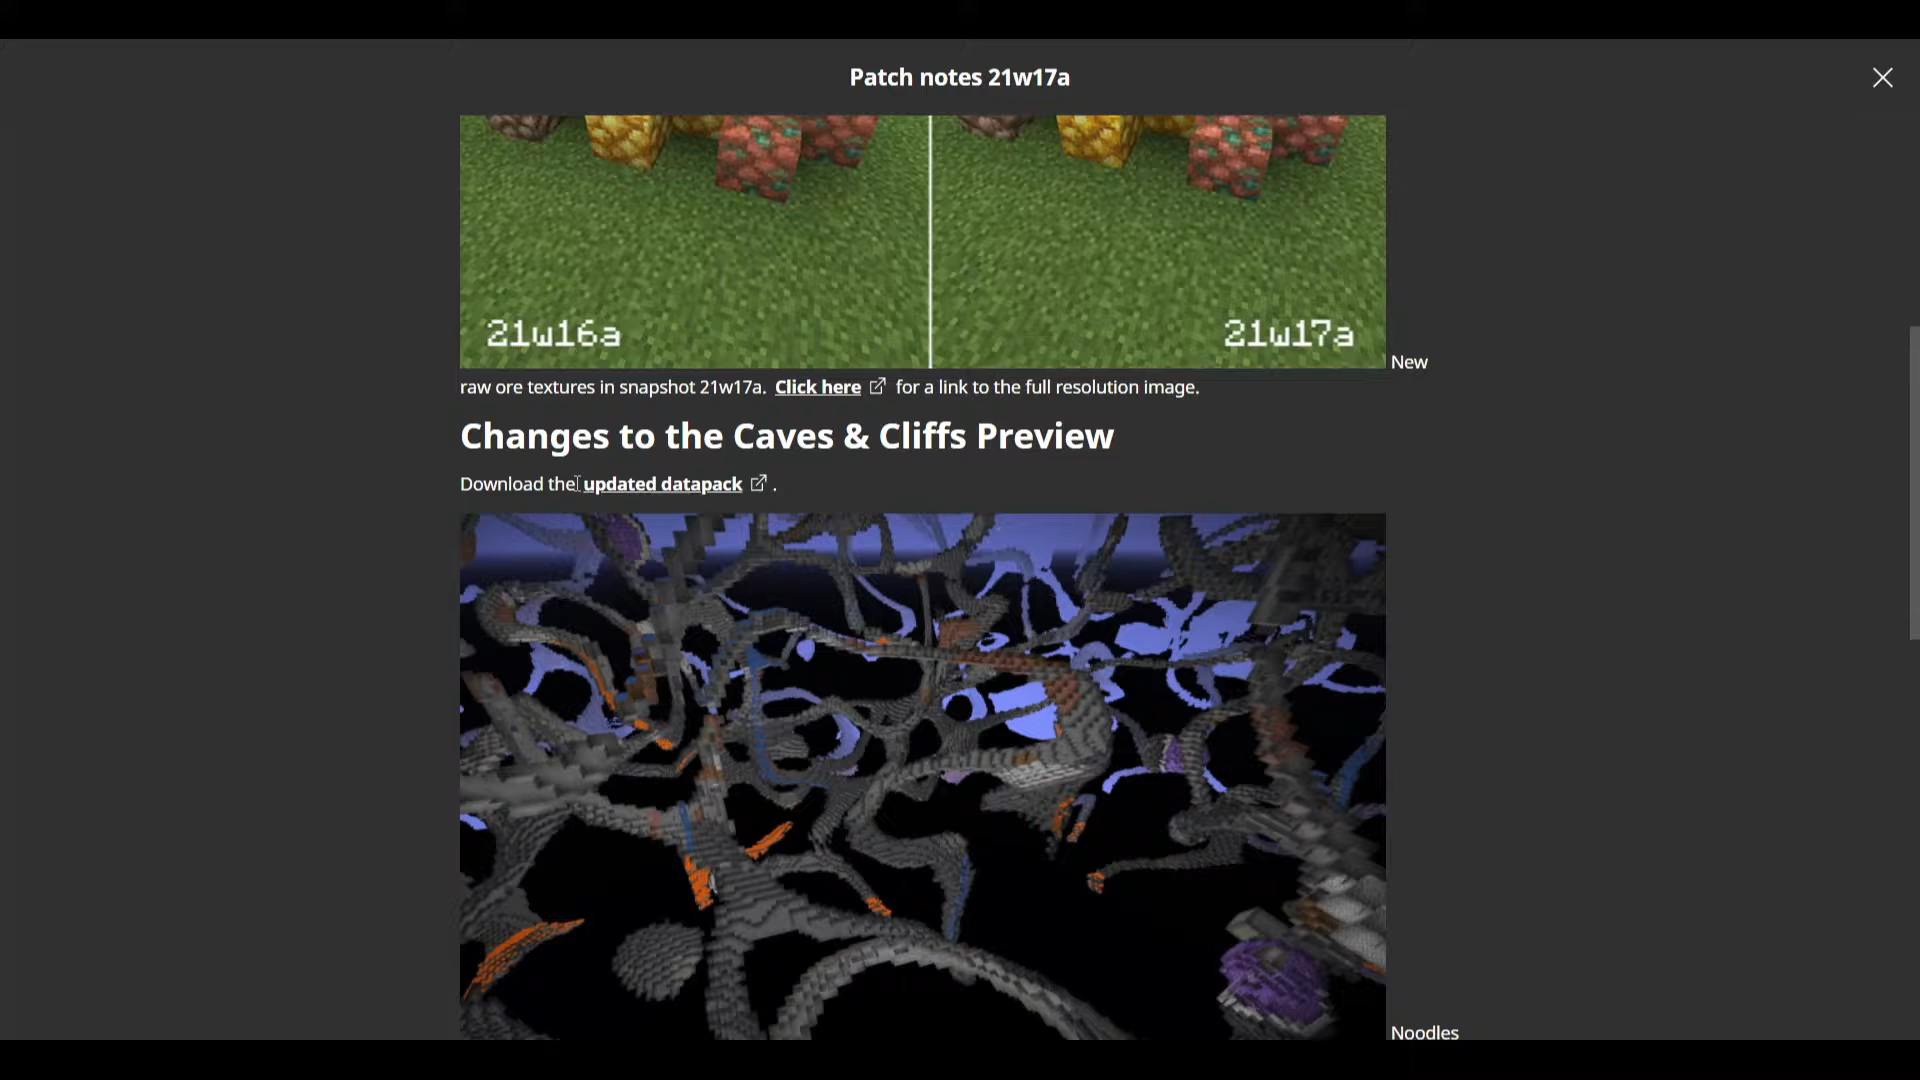 Patch notes 21w17a
21w16a
21w17a
New
raw ore textures in snapshot 21w17a. Click here for a link to the full resolution image.
Changes to the Caves & Cliffs Preview
Download the updated datapack .
Noodles